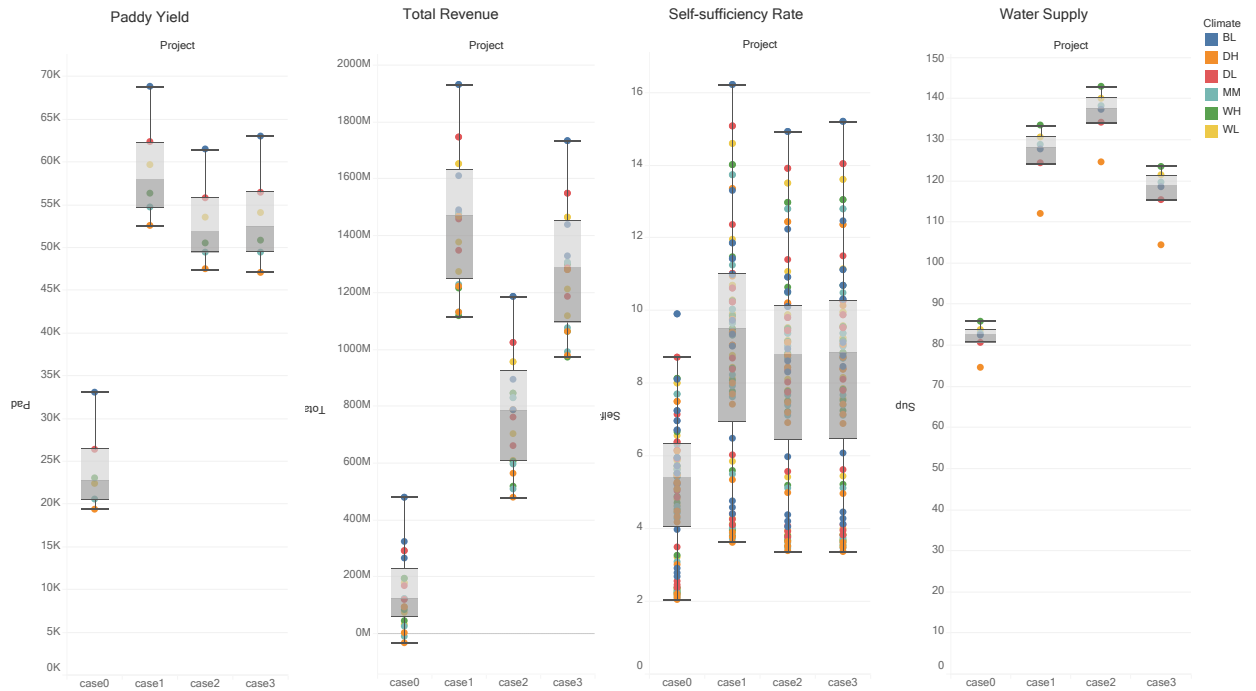 Paddy Yield
Project
70K
65K
60K
55K
50K
45K
40K
35K
30K
25K
20K
15K
10K
5K
0K
Pad
case0 case1 case2 case3
Total Revenue
Project
2000M
1800M
1600M
1400M
1200M
1000M
800M
600M
400M
200M
0M
Tota
case0 case1 case2 case3
Self-sufficiency Rate
Project
16
14
12
10
8
6
4
2
0
Self-
case0 case1 case2 case3
Water Supply
Project
150
140
130
120
110
100
90
80
70
60
50
40
30
20
10
0
Sup
case0 case1 case2 case3
Climate
BL
DH
DL
MM
WH
WL